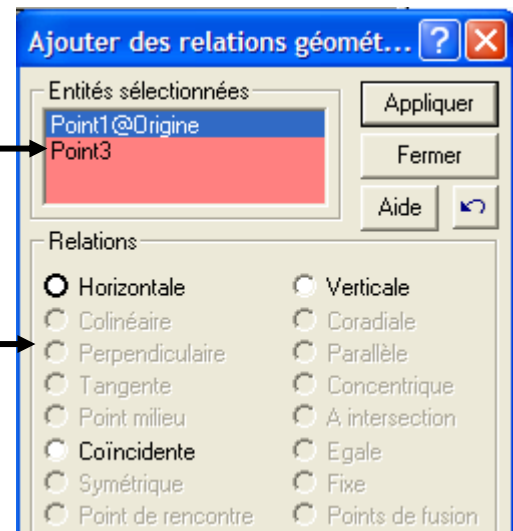 Ajouter des relations géomét...
Entités sélectionnées
Point1@Origine
Point3
Appliquer
Fermer
Aide
Relations
Horizontale Verticale
Colinéaire Coradiale
Perpendiculaire Parallèle
Tangente Concentrique
Point milieu A intersection
Coïncidente Egale
Symétrique Fixe
Point de rencontre Points de fusion